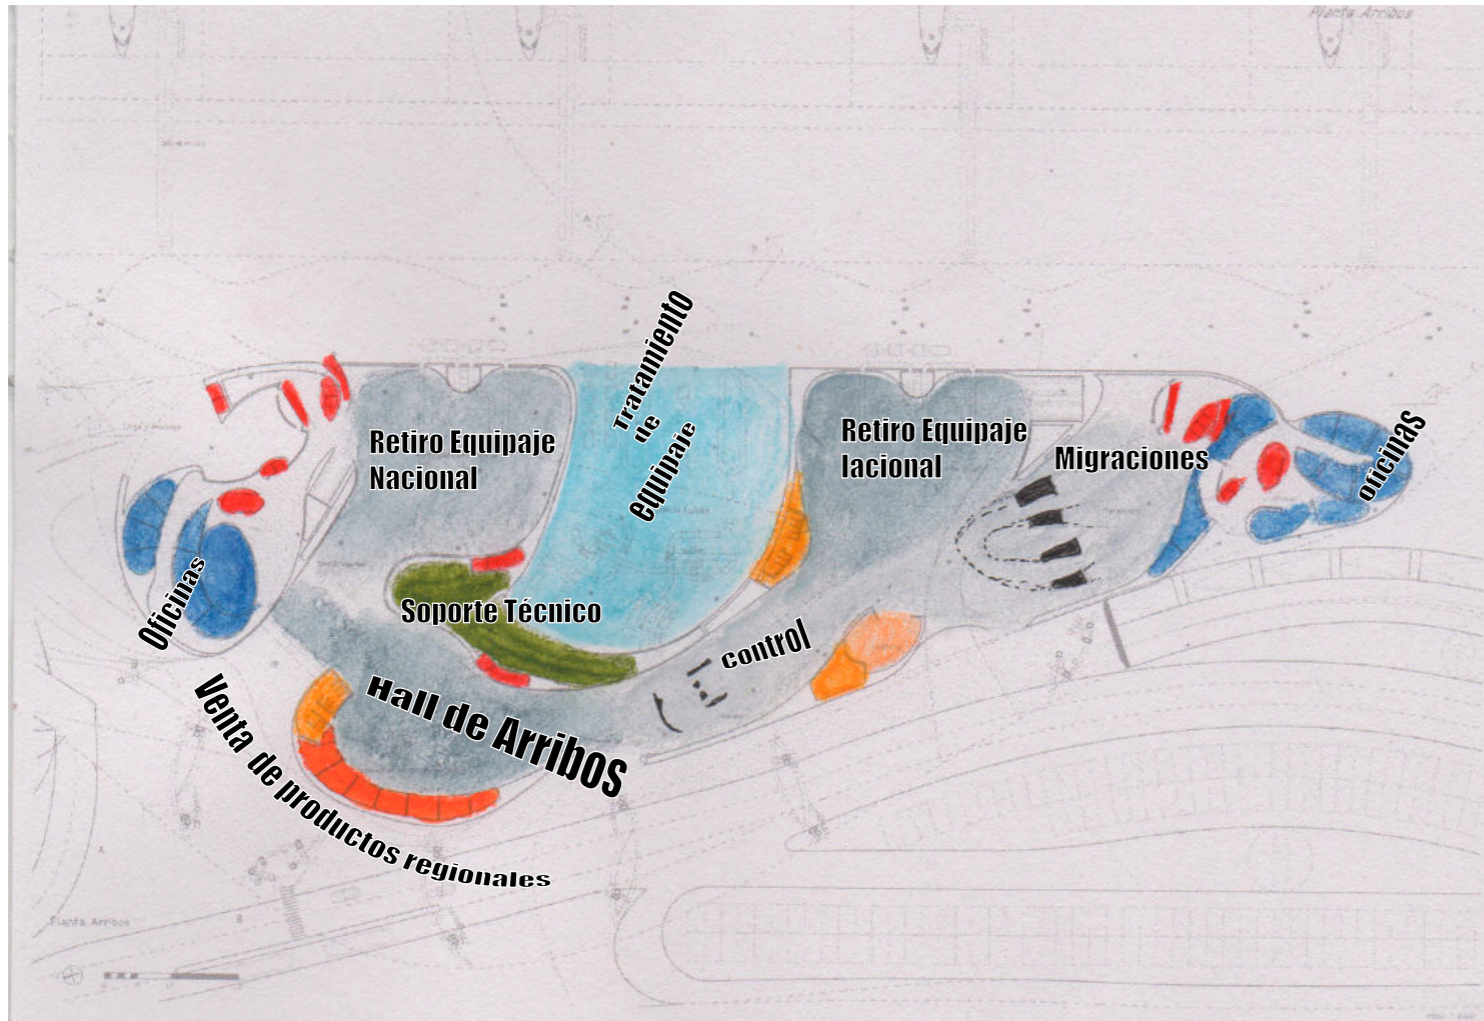 Planta Arribos
Tratamiento
de
equipaje
Retiro Equipaje
Nacional
Retiro Equipaje
Iacional
Migraciones
oficinas
Soporte Técnico
Oficinas
control
Hall de Arribos
Venta de productos regionales
Planta Arribos